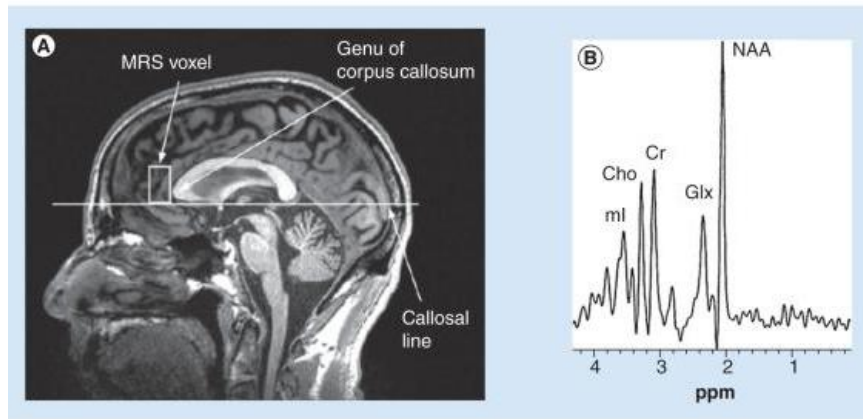 A
MRS voxel
Genu of
corpus callosum
Callosal
line
B
NAA
Cr
Cho
Glx
mI
4
3
2
1
ppm